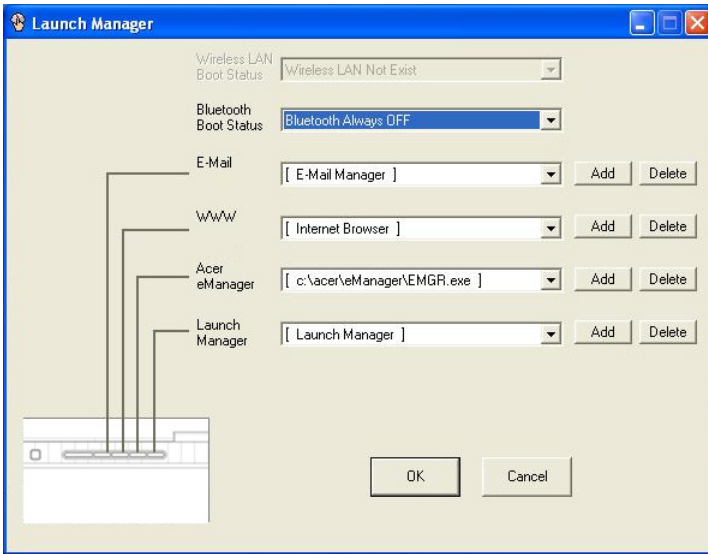 Launch Manager
Wireless LAN
Boot Status
Wireless LAN Not Exist
Bluetooth
Boot Status
Bluetooth Always OFF
E-Mail
[ E-Mail Manager ]
Add
Delete
WWW
[ Internet Browser ]
Add
Delete
Acer
eManager
[ c:\acer\eManager\EMGR.exe ]
Add
Delete
Launch
Manager
[ Launch Manager ]
Add
Delete
OK
Cancel